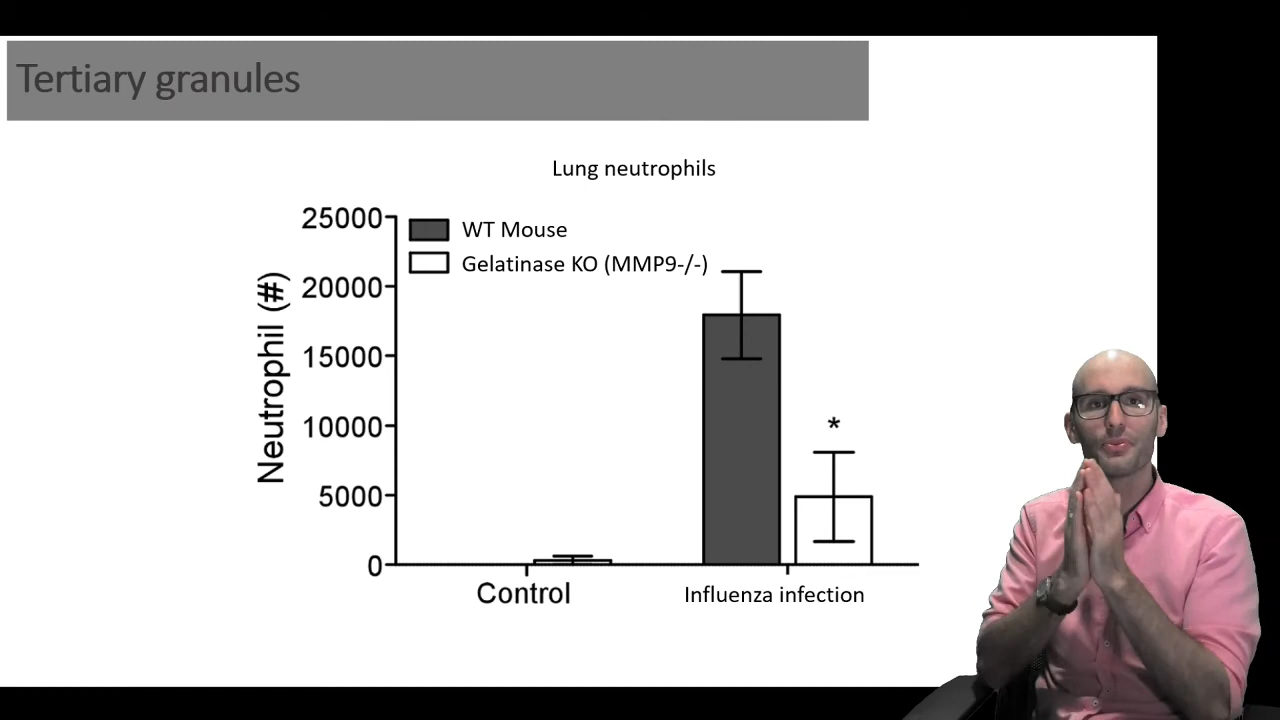 Tertiary granules
Lung neutrophils
WT Mouse
Gelatinase KO (MMP9-/-)
Neutrophil (#)
25000
20000
15000
10000
5000
0
*
Control
Influenza infection